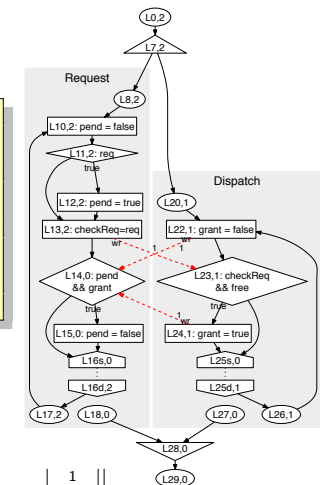 L0,2
L7,2
Request
L8,2
L10,2: pend = false
L11,2: req
true
Dispatch
L12,2: pend = true
L20,1
L13,2: checkReq=req
L22,1: grant = false
wr
1
1
wr
L14,0: pend
&& grant
L23,1: checkReq
&& free
1
true
true
wr
L15,0: pend = false
L24,1: grant = true
L16s,0
L25s,0
L16d,2
L25d,1
L17,2
L18,0
L27,0
L26,1
L28,0
L29,0
1